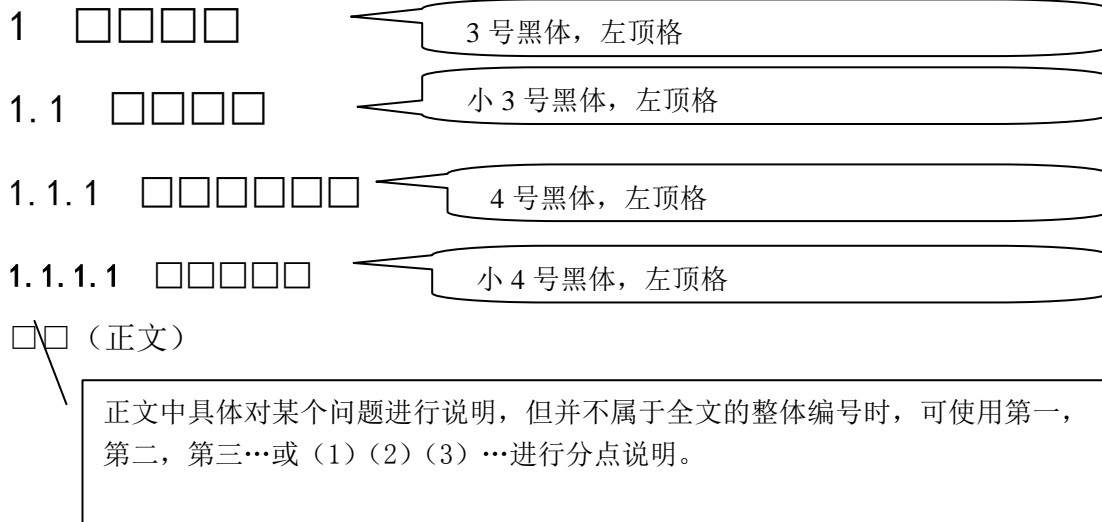 1 □□□□ 3 号黑体，左顶格
1.1 □□□□ 小 3 号黑体，左顶格
1.1.1 □□□□□□ 4 号黑体，左顶格
1.1.1.1 □□□□□ 小 4 号黑体，左顶格
□□（正文）
正文中具体对某个问题进行说明，但并不属于全文的整体编号时，可使用第一，
第二，第三…或（1）（2）（3）…进行分点说明。